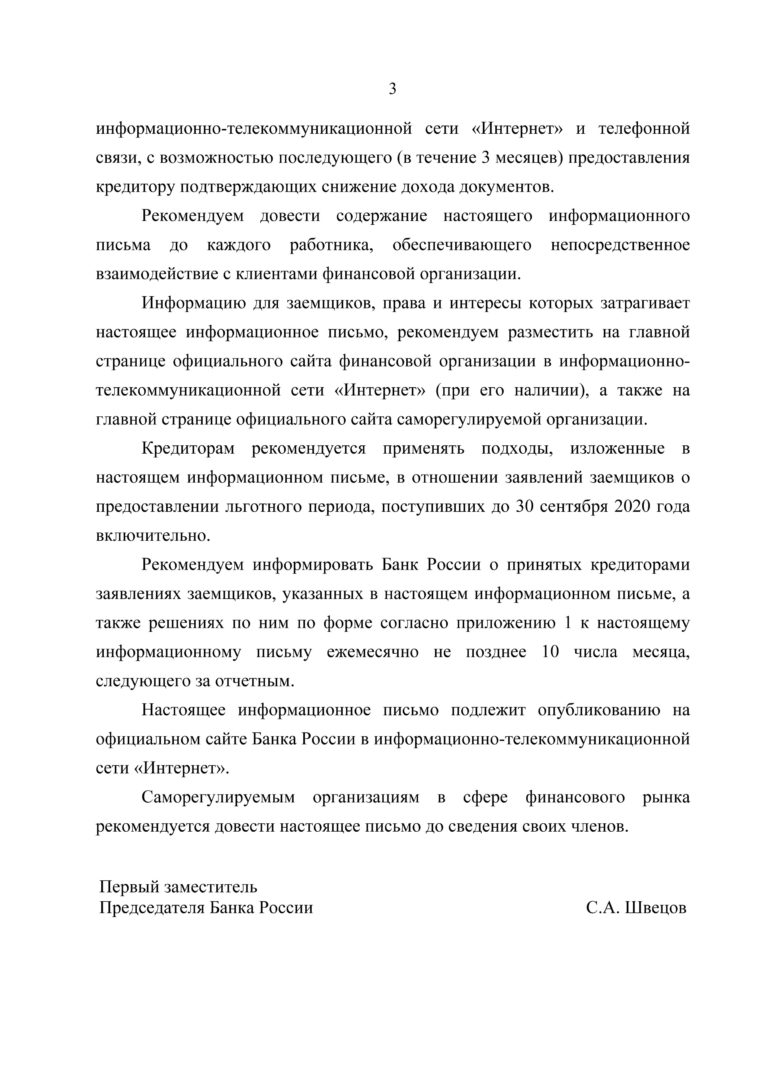 3
информационно-телекоммуникационной сети «Интернет» и телефонной
связи, с возможностью последующего (в течение 3 месяцев) предоставления
кредитору подтверждающих снижение дохода документов.
Рекомендуем довести содержание настоящего информационного
письма до каждого работника, обеспечивающего непосредственное
взаимодействие с клиентами финансовой организации.
Информацию для заемщиков, права и интересы которых затрагивает
настоящее информационное письмо, рекомендуем разместить на главной
странице официального сайта финансовой организации в информационно-
телекоммуникационной сети «Интернет» (при его наличии), а также на
главной странице официального сайта саморегулируемой организации.
Кредиторам рекомендуется применять подходы, изложенные в
настоящем информационном письме, в отношении заявлений заемщиков о
предоставлении льготного периода, поступивших до 30 сентября 2020 года
включительно.
Рекомендуем информировать Банк России о принятых кредиторами
заявлениях заемщиков, указанных в настоящем информационном письме, а
также решениях по ним по форме согласно приложению 1 к настоящему
информационному письму ежемесячно не позднее 10 числа месяца,
следующего за отчетным.
Настоящее информационное письмо подлежит опубликованию на
официальном сайте Банка России в информационно-телекоммуникационной
сети «Интернет».
Саморегулируемым организациям в сфере финансового рынка
рекомендуется довести настоящее письмо до сведения своих членов.
Первый заместитель
Председателя Банка России С.А. Швецов